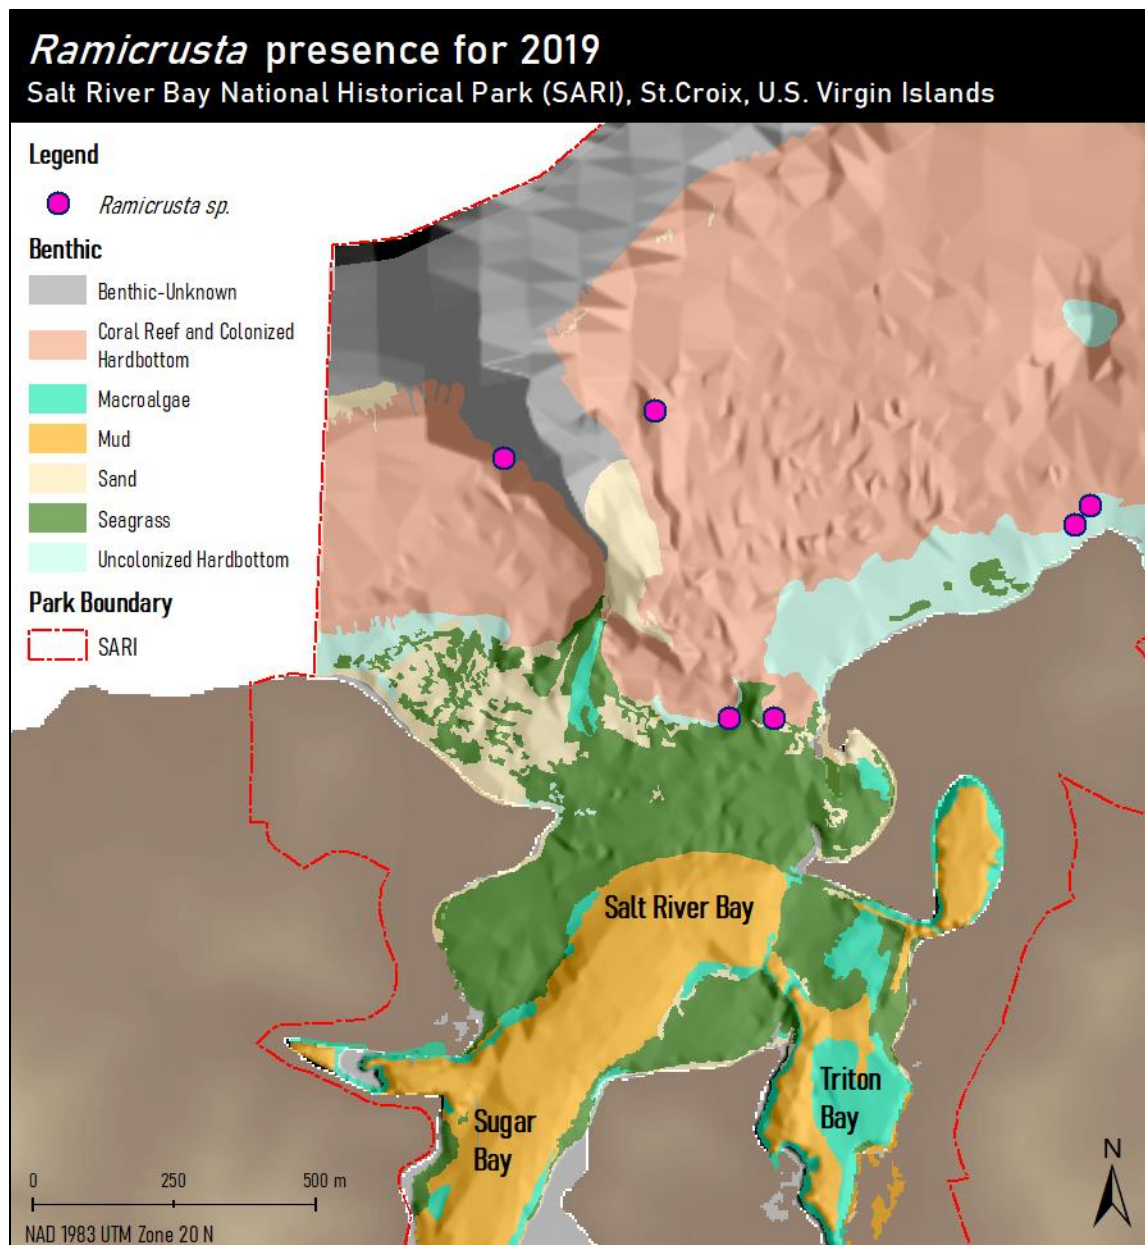 Ramicrusta presence for 2019
Salt River Bay National Historical Park (SARI), St.Croix, U.S. Virgin Islands
Legend
Ramicrusta sp.
Benthic
Benthic-Unknown
Coral Reef and Colonized
Hardbottom
Macroalgae
Mud
Sand
Seagrass
Uncolonized Hardbottom
Park Boundary
SARI
Salt River Bay
Triton
Bay
Sugar
Bay
N
0 250 500 m
NAD 1983 UTM Zone 20 N